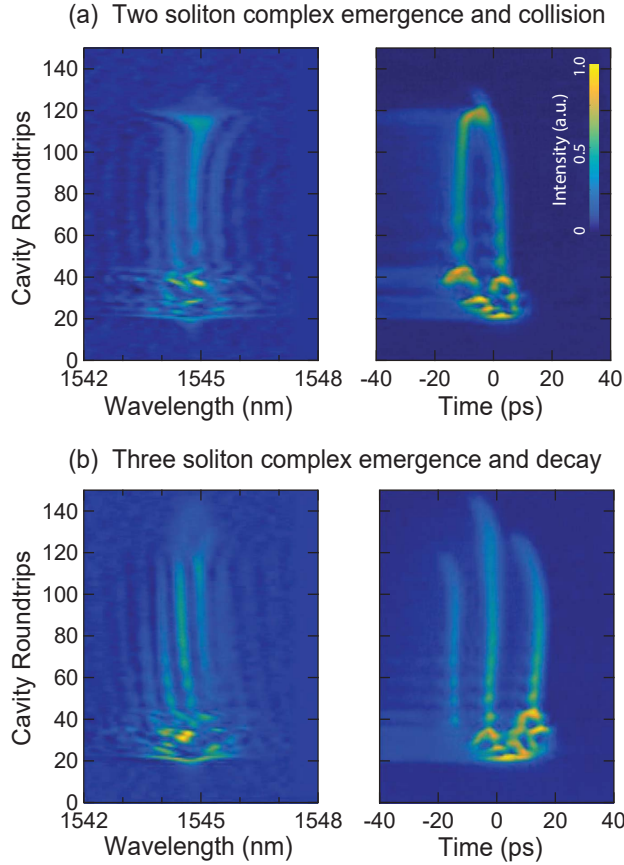 (a) Two soliton complex emergence and collision
140
120
100
80
60
40
20
0
Cavity Roundtrips
1542 1545 1548
Wavelength (nm)
Intensity (a.u.)
0 0.5 1.0
-40 -20 0 20 40
Time (ps)
(b) Three soliton complex emergence and decay
140
120
100
80
60
40
20
0
Cavity Roundtrips
1542 1545 1548
Wavelength (nm)
-40 -20 0 20 40
Time (ps)